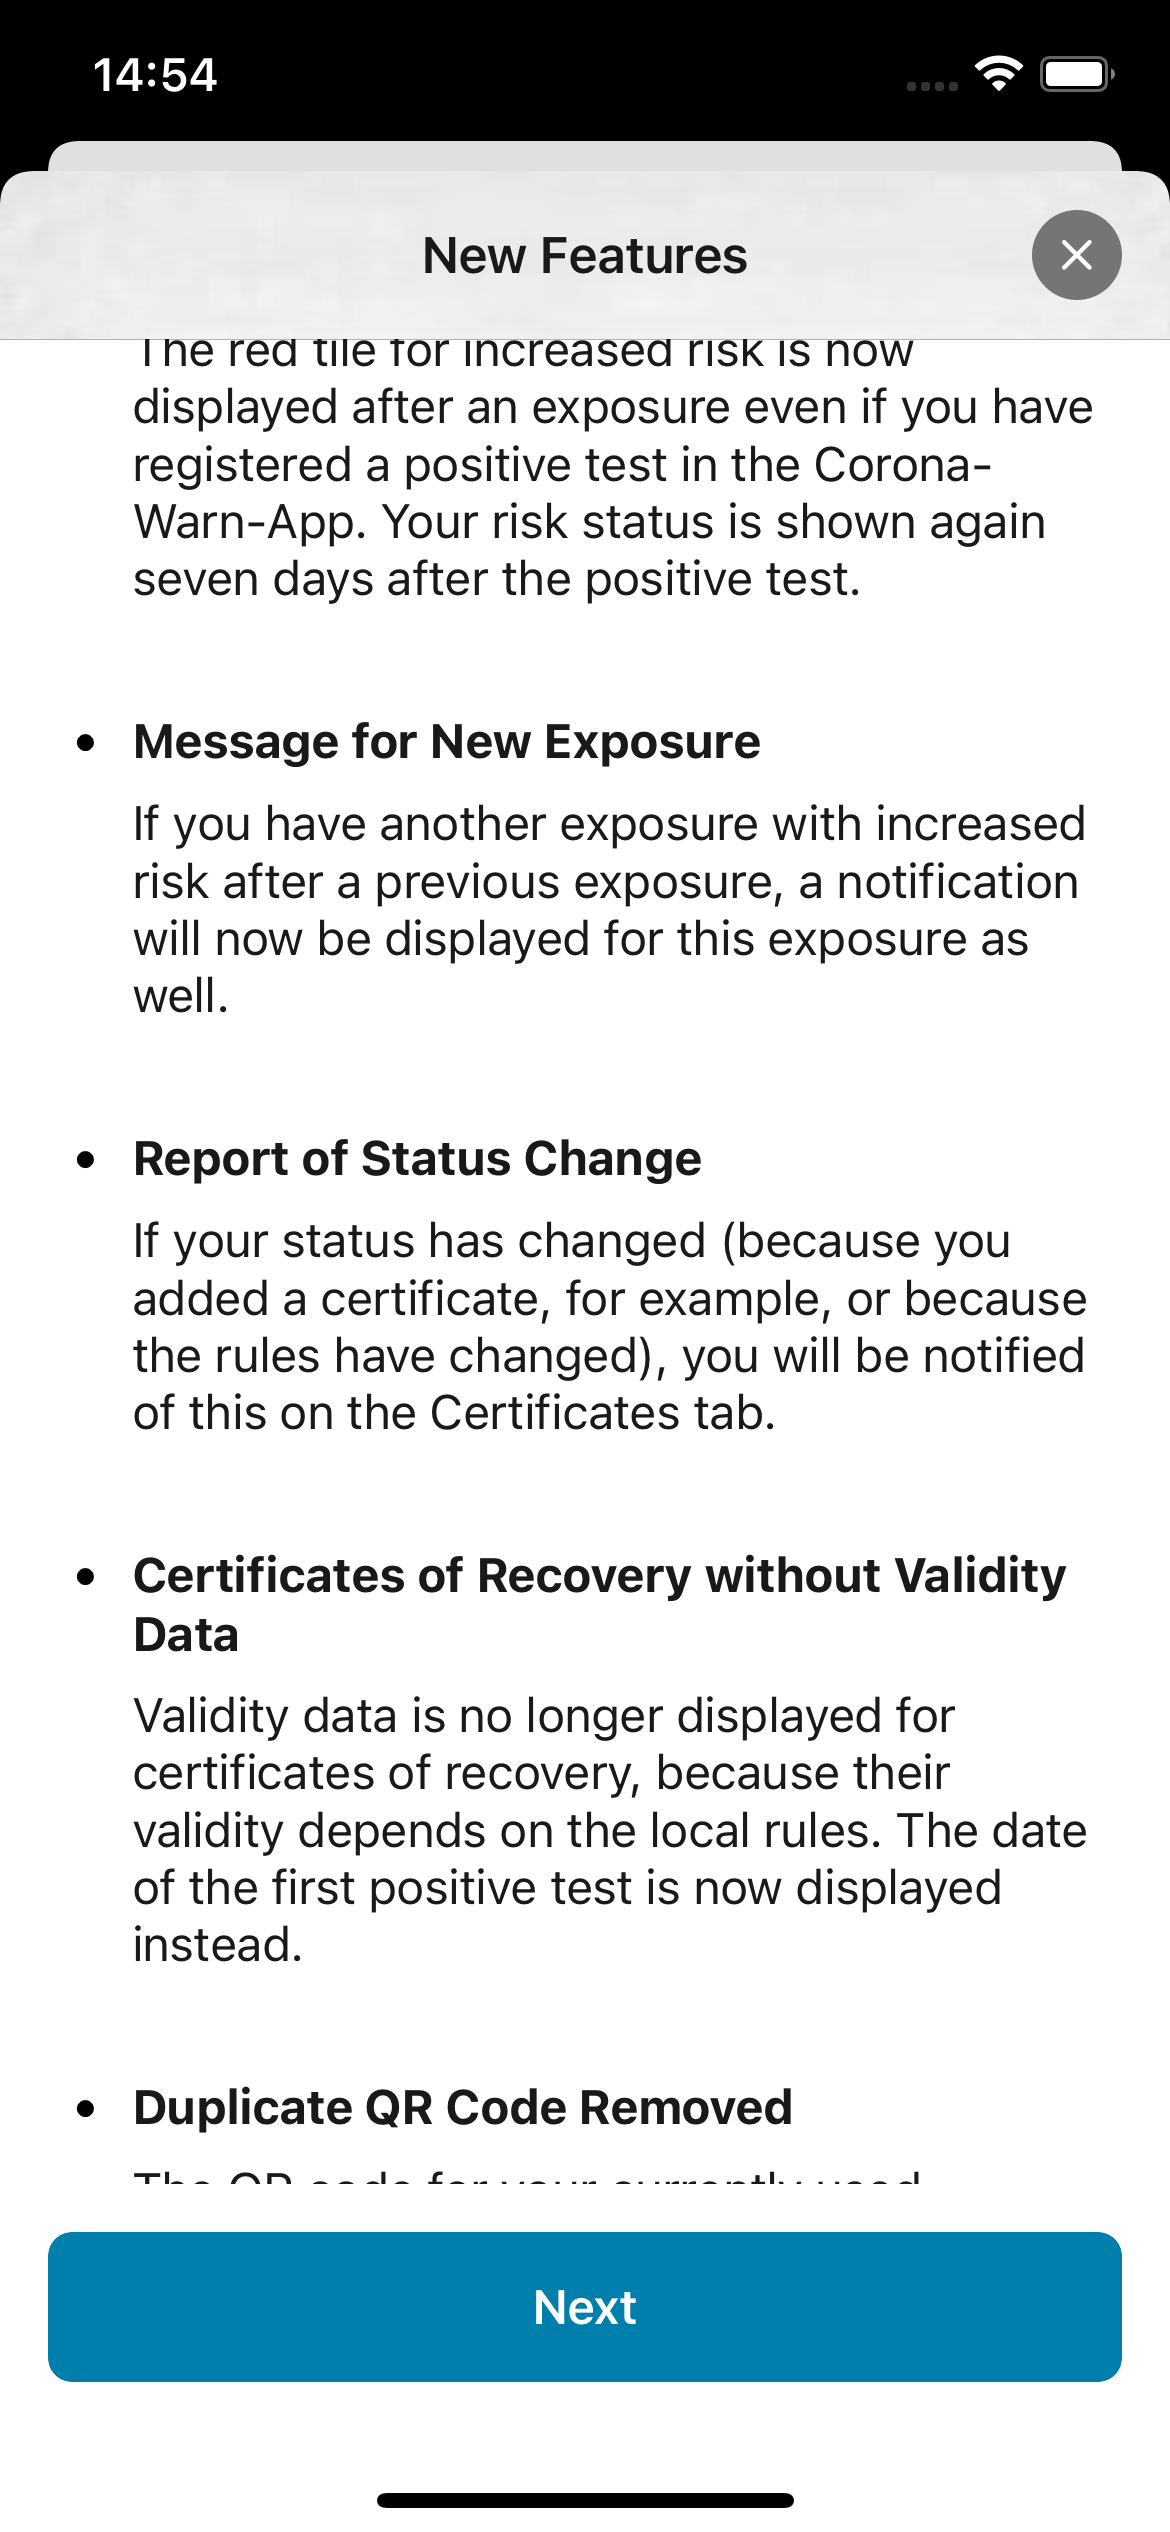 14:54
New Features
The red tile for increased risk is now
displayed after an exposure even if you have
registered a positive test in the Corona-
Warn-App. Your risk status is shown again
seven days after the positive test.
• Message for New Exposure
If you have another exposure with increased
risk after a previous exposure, a notification
will now be displayed for this exposure as
well.
• Report of Status Change
If your status has changed (because you
added a certificate, for example, or because
the rules have changed), you will be notified
of this on the Certificates tab.
• Certificates of Recovery without Validity
Data
Validity data is no longer displayed for
certificates of recovery, because their
validity depends on the local rules. The date
of the first positive test is now displayed
instead.
• Duplicate QR Code Removed
The QR code for your currently used
Next